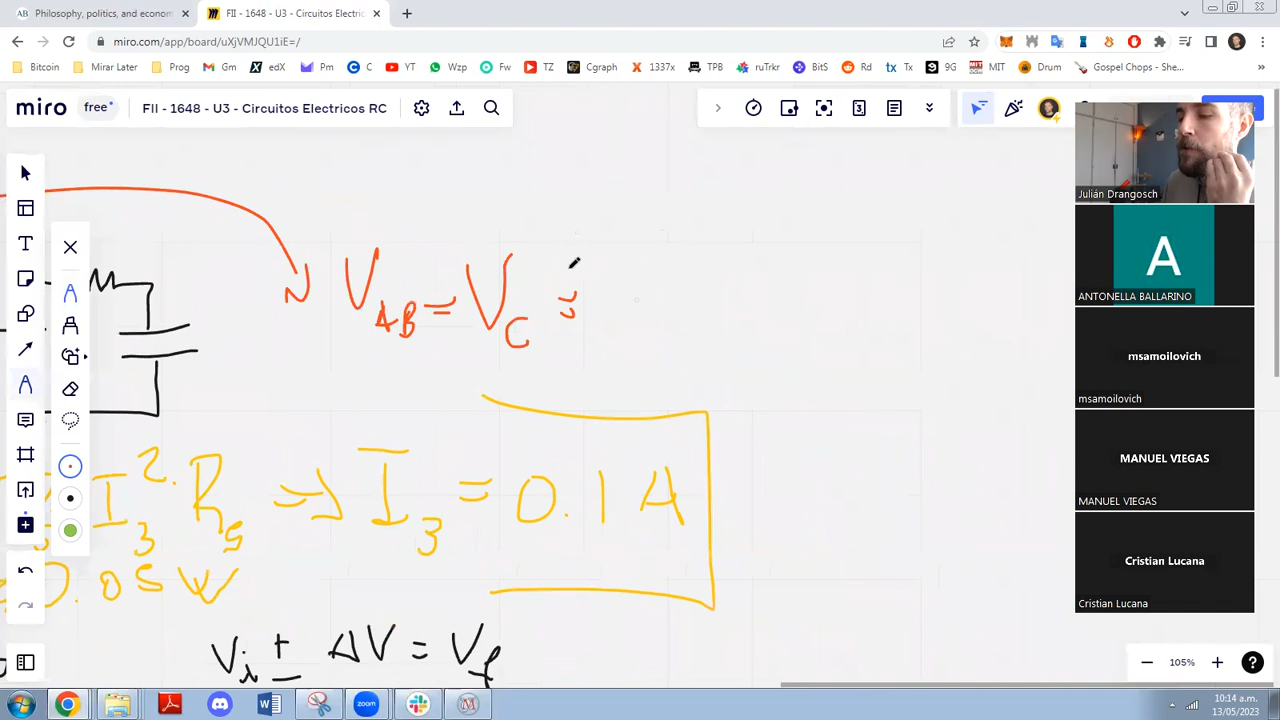 Philosophy, politics, and econom
FII - 1648 - U3 - Circuitos Electric
miro.com/app/board/uXjVMJQU1iE=/
Bitcoin Mirar Later Prog Gm edX Pm C YT Wzp Fw TZ Cgraph 1337x TPB ruTrkr BitS Rd Tx 9G MIT Drum Gospel Chops - She...
miro free FII - 1648 - U3 - Circuitos Electricos RC
Julián Drangosch
A
ANTONELLA BALLARINO
msamoilovich
msamoilovich
MANUEL VIEGAS
MANUEL VIEGAS
Cristian Lucana
Cristian Lucana
V_AB = V_C =
I_3^2 . R_5 => I_3 = 0.1 A
0.05 W
V_i ± ΔV = V_f
105%
W zoom
10:14 a.m.
13/05/2023